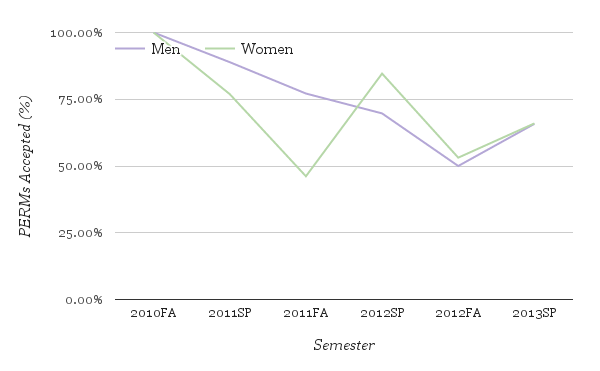 100.00%
Men Women
75.00%
50.00%
25.00%
0.00%
PERMs Accepted (%)
2010FA 2011SP 2011FA 2012SP 2012FA 2013SP
Semester